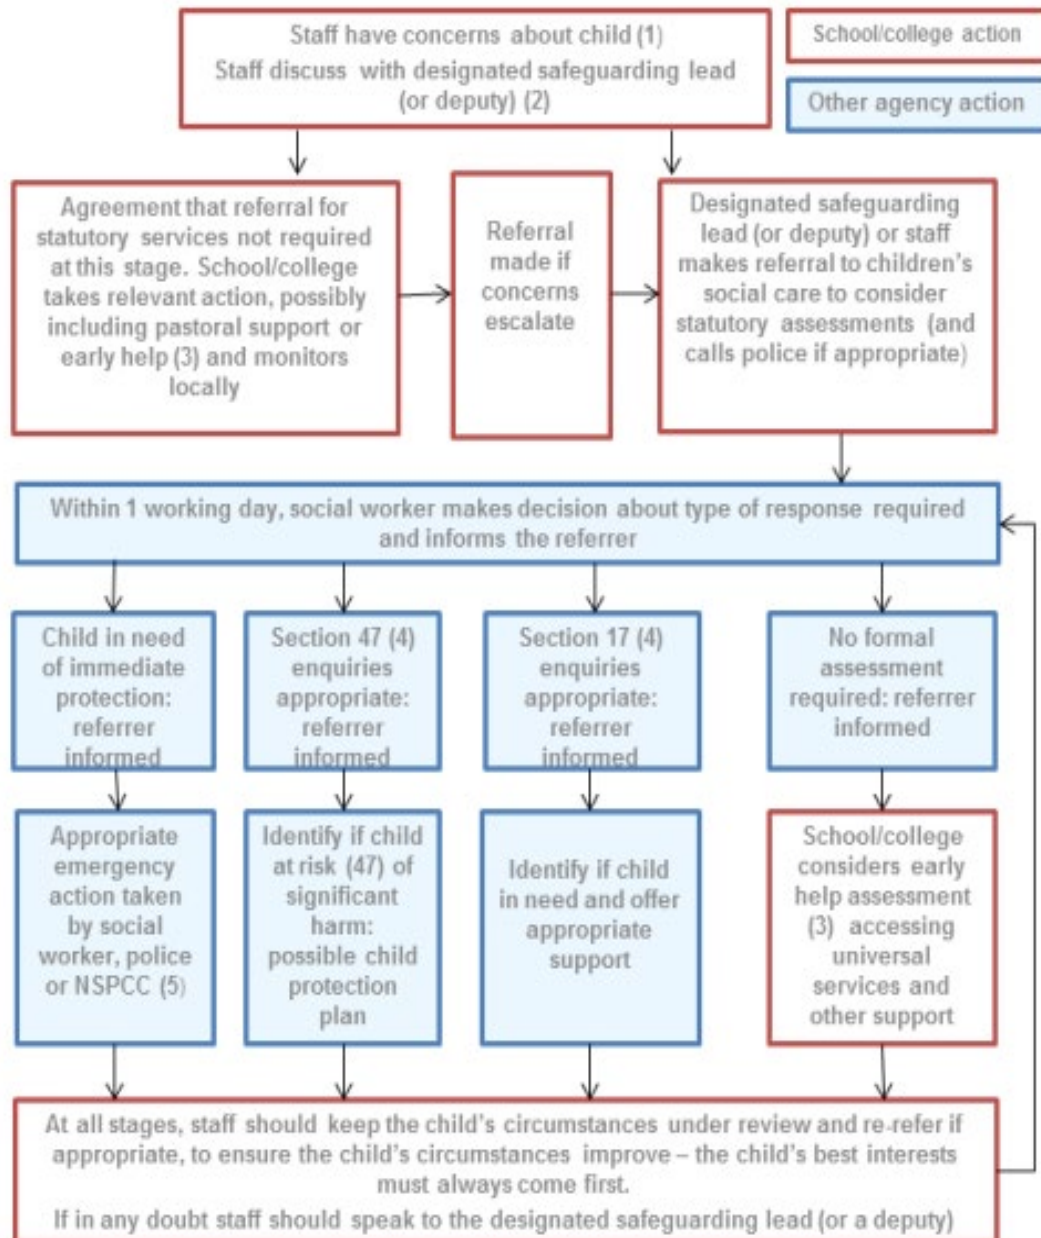 Staff have concerns about child (1)
Staff discuss with designated safeguarding lead
(or deputy) (2)
School/college action
Other agency action
Agreement that referral for
statutory services not required
at this stage. School/college
takes relevant action, possibly
including pastoral support or
early help (3) and monitors
locally
Referral
made if
concerns
escalate
Designated safeguarding
lead (or deputy) or staff
makes referral to children's
social care to consider
statutory assessments (and
calls police if appropriate)
Within 1 working day, social worker makes decision about type of response required
and informs the referrer
Child in need
of immediate
protection:
referrer
informed
Section 47 (4)
enquiries
appropriate:
referrer
informed
Section 17 (4)
enquiries
appropriate:
referrer
informed
No formal
assessment
required: referrer
informed
Appropriate
emergency
action taken
by social
worker, police
or NSPCC (5)
Identify if child
at risk (47) of
significant
harm:
possible child
protection
plan
Identify if child
in need and offer
appropriate
support
School/college
considers early
help assessment
(3) accessing
universal
services and
other support
At all stages, staff should keep the child's circumstances under review and re-refer if
appropriate, to ensure the child's circumstances improve – the child's best interests
must always come first.
If in any doubt staff should speak to the designated safeguarding lead (or a deputy)